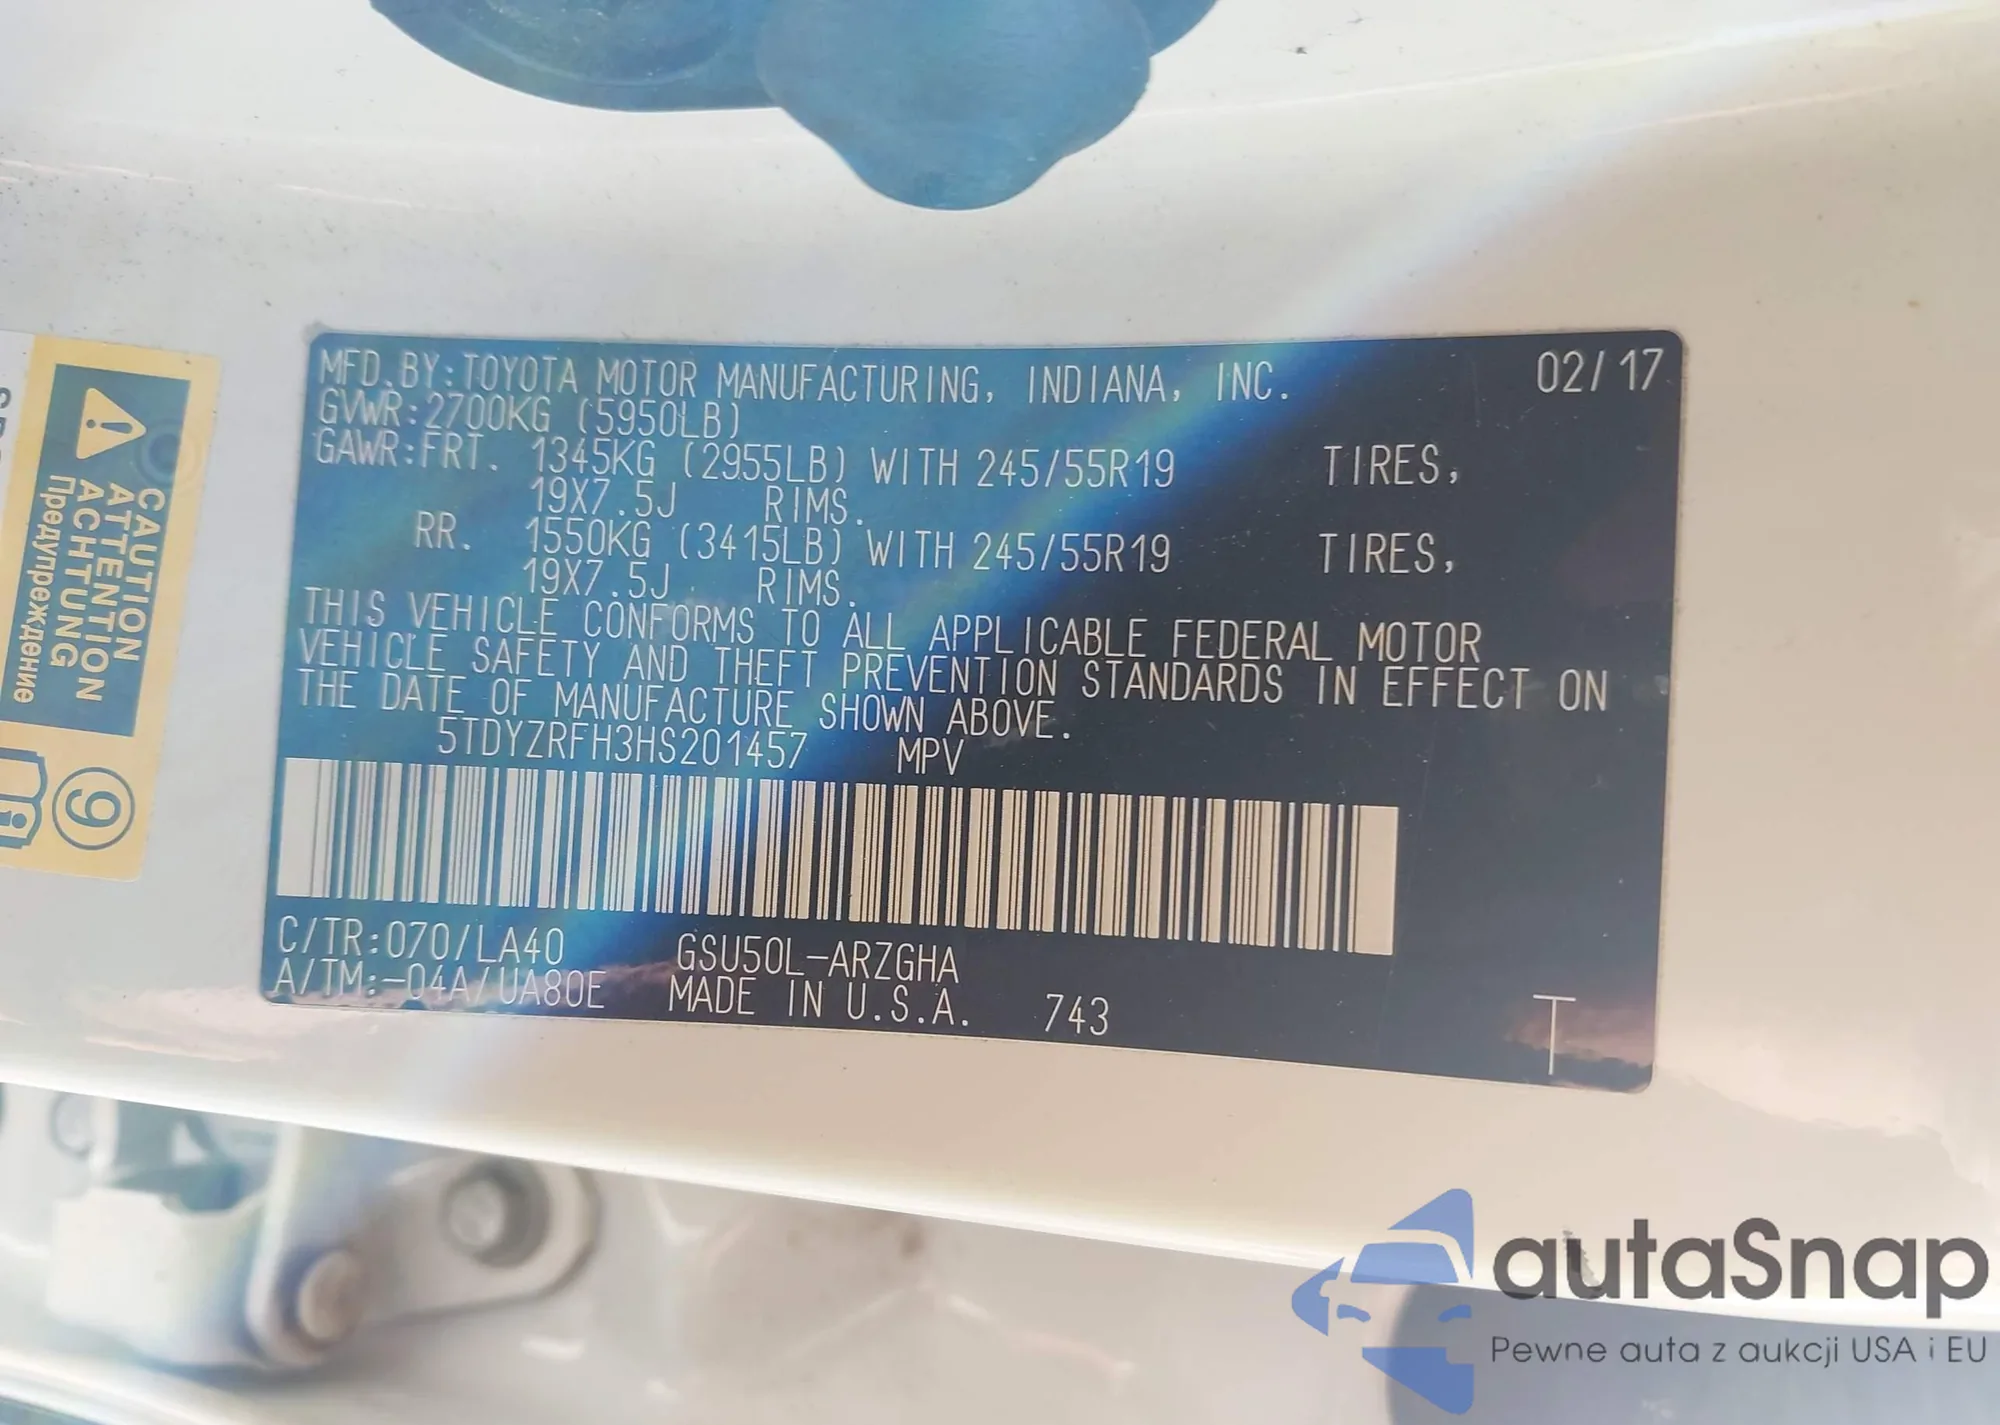 MFD.BY:TOYOTA MOTOR MANUFACTURING, INDIANA, INC. 02/17
GVWR:2700KG (5950LB)
GAWR:FRT. 1345KG (2955LB) WITH 245/55R19 TIRES,
19X7.5J RIMS.
RR. 1550KG (3415LB) WITH 245/55R19 TIRES,
19X7.5J RIMS.
THIS VEHICLE CONFORMS TO ALL APPLICABLE FEDERAL MOTOR
VEHICLE SAFETY AND THEFT PREVENTION STANDARDS IN EFFECT ON
THE DATE OF MANUFACTURE SHOWN ABOVE.
5TDYZRFH3HS201457 MPV
C/TR:070/LA40 GSU50L-ARZGHA
A/TM:-04A/UA80E MADE IN U.S.A. 743 T
CAUTION
ATTENTION
ACHTUNG
Предупреждение
9
autaSnap
Pewne auta z aukcji USA i EU